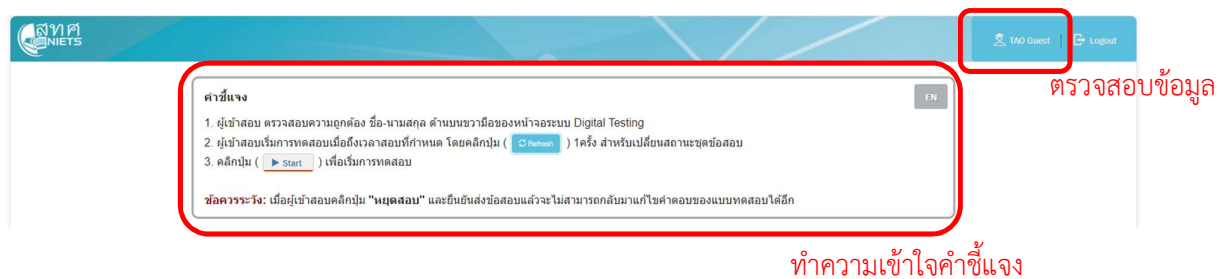 สทศ
NIETS
TAO Guest
Logout
ตรวจสอบข้อมูล
คำชี้แจง
EN
1. ผู้เข้าสอบ ตรวจสอบความถูกต้อง ชื่อ-นามสกุล ด้านบนขวามือของหน้าจอระบบ Digital Testing
2. ผู้เข้าสอบเริ่มการทดสอบเมื่อถึงเวลาสอบที่กำหนด โดยคลิกปุ่ม ( Refresh ) 1ครั้ง สำหรับเปลี่ยนสถานะชุดข้อสอบ
3. คลิกปุ่ม ( Start ) เพื่อเริ่มการทดสอบ
ข้อควรระวัง: เมื่อผู้เข้าสอบคลิกปุ่ม "หยุดสอบ" และยืนยันส่งข้อสอบแล้วจะไม่สามารถกลับมาแก้ไขคำตอบของแบบทดสอบได้อีก
ทำความเข้าใจคำชี้แจง